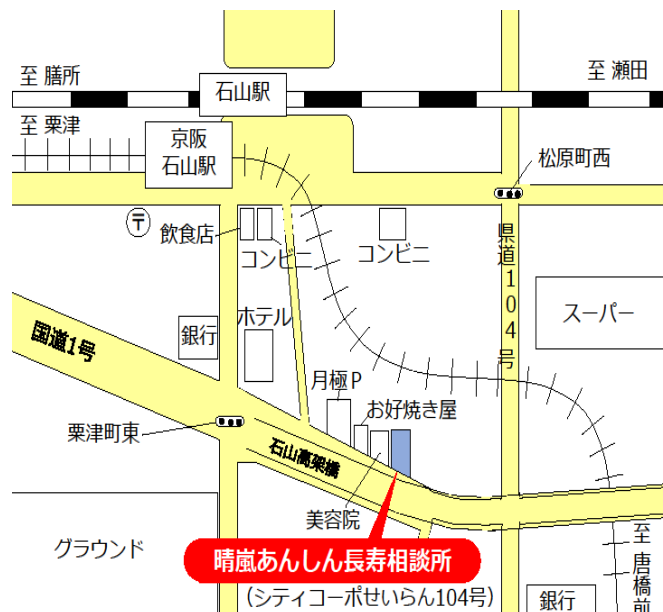 至 膳所
石山駅
至 瀬田
至 粟津
京阪
石山駅
松原町西
〒
飲食店
コンビニ
コンビニ
県道104号
スーパー
国道1号
銀行
ホテル
月極P
お好焼き屋
粟津町東
石山高架橋
美容院
グラウンド
晴嵐あんしん長寿相談所
(シティコーポせいらん104号)
銀行
至 唐橋前